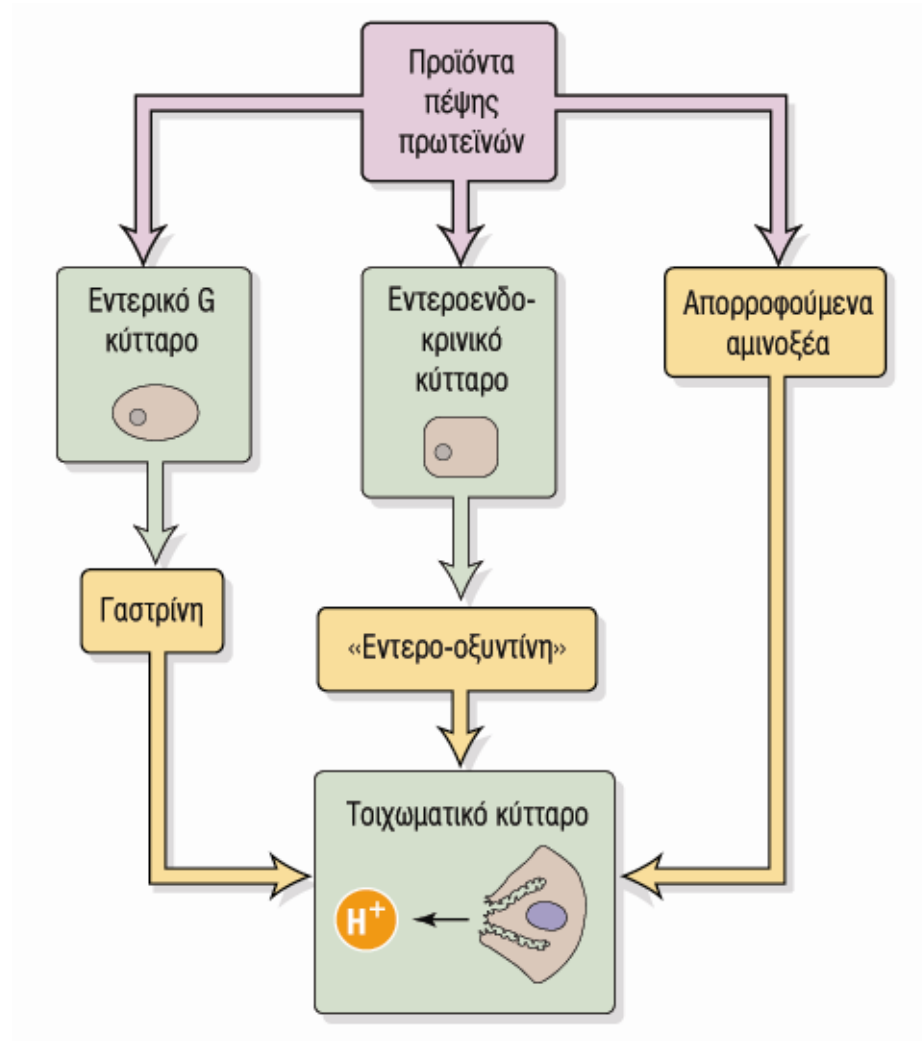 Προϊόντα
πέψης
πρωτεϊνών
Εντερικό G
κύτταρο
Εντεροενδο-
κρινικό
κύτταρο
Απορροφούμενα
αμινοξέα
Γαστρίνη
«Εντερο-οξυντίνη»
Τοιχωματικό κύτταρο
H⁺